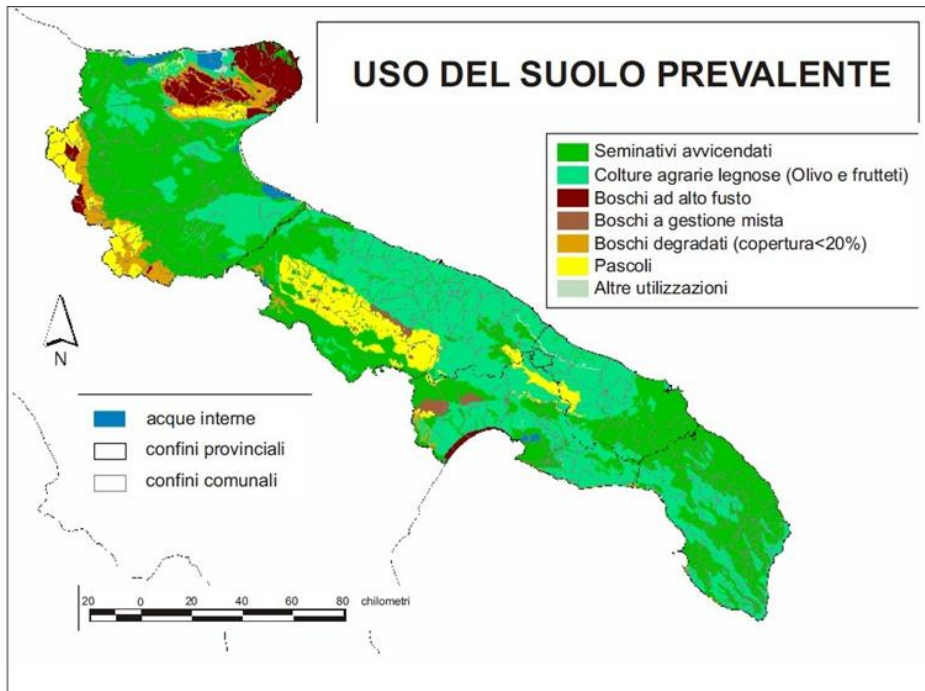 USO DEL SUOLO PREVALENTE
Seminativi avvicendati
Colture agrarie legnose (Olivo e frutteti)
Boschi ad alto fusto
Boschi a gestione mista
Boschi degradati (copertura<20%)
Pascoli
Altre utilizzazioni
N
acque interne
confini provinciali
confini comunali
20 0 20 40 60 80 chilometri